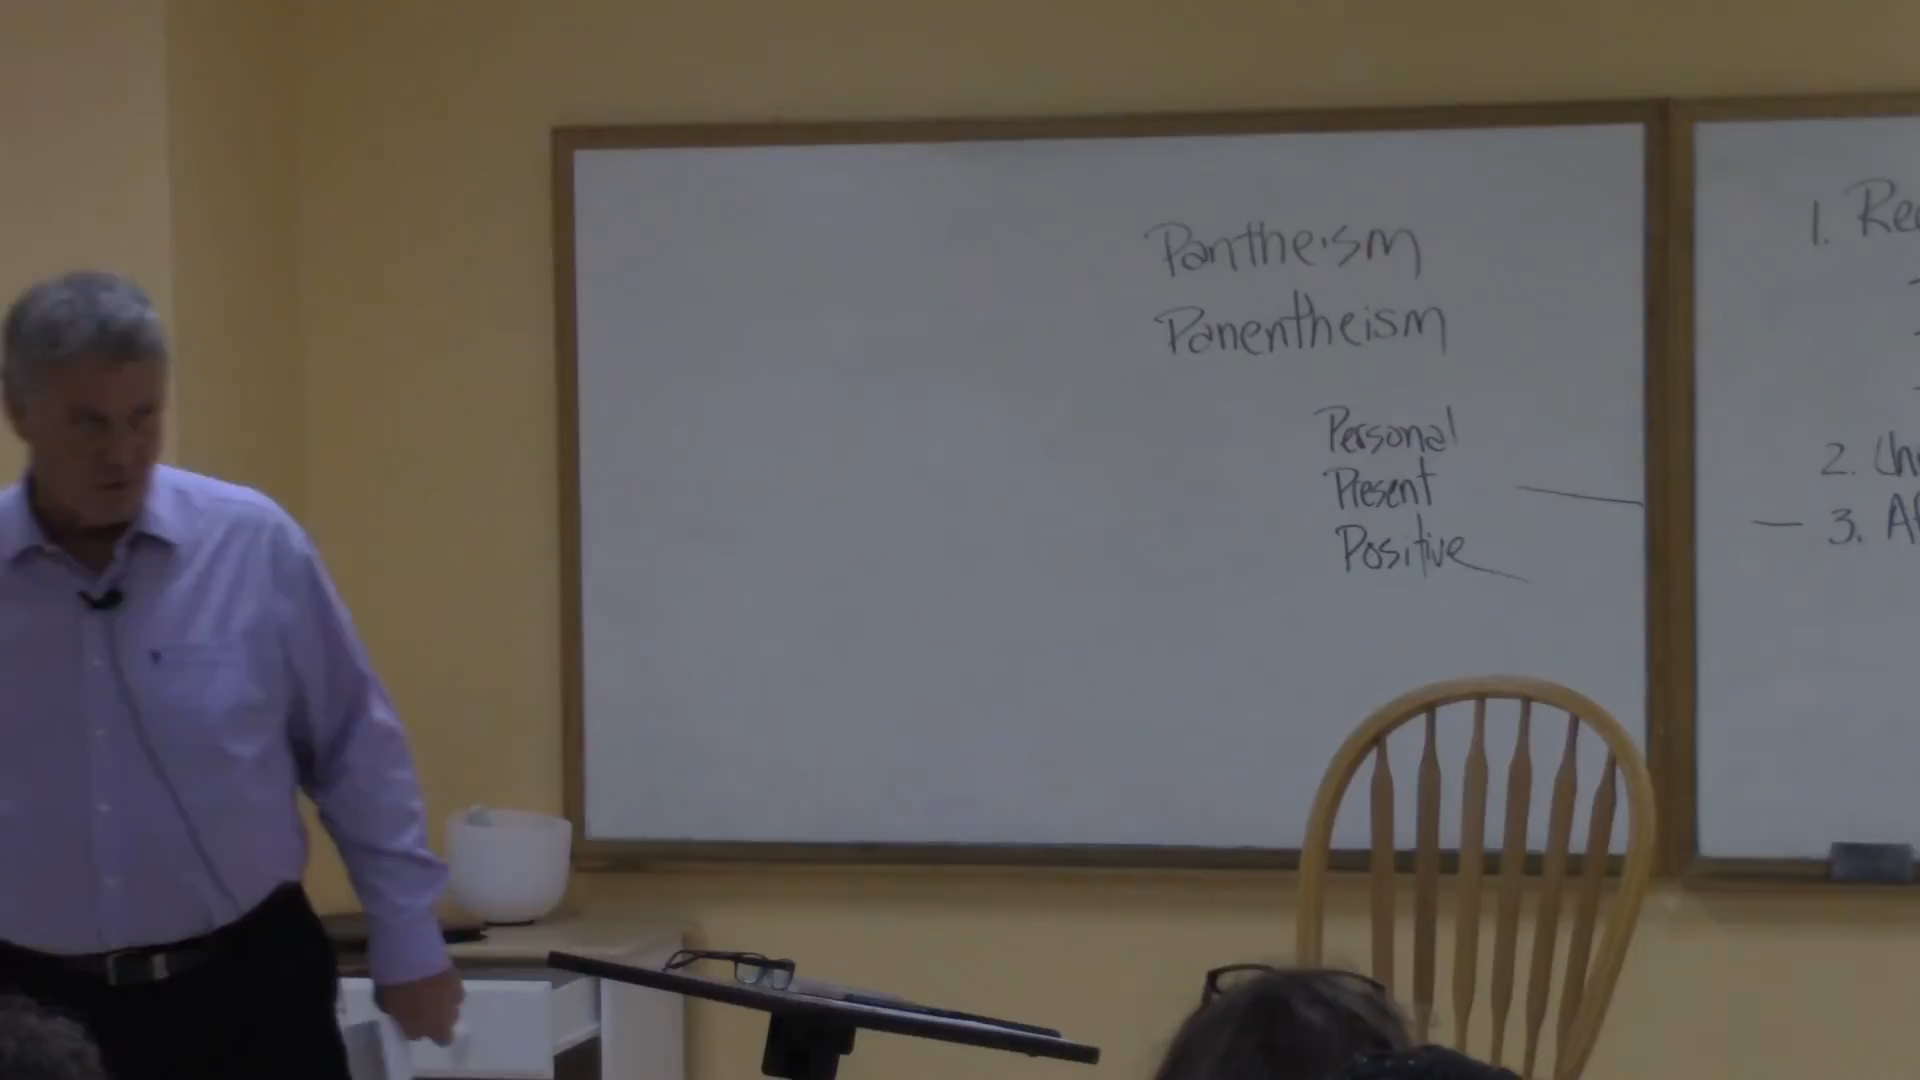 Pantheism
Panentheism
Personal
Present
Positive
1.
2.
3.